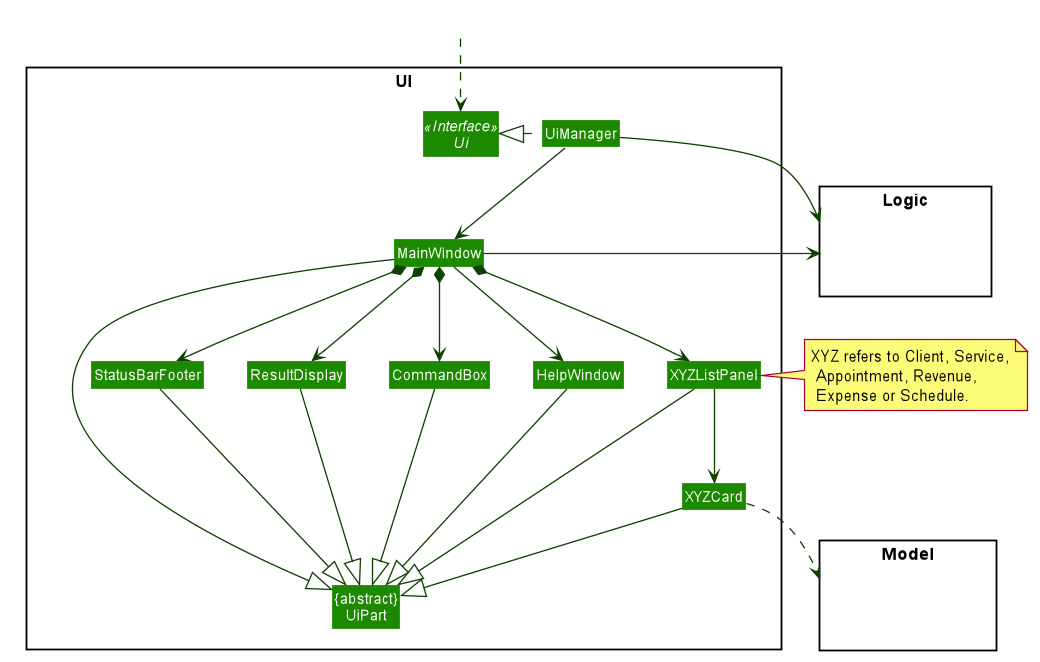 UI
«Interface»
Ui
UiManager
Logic
MainWindow
XYZ refers to Client, Service,
Appointment, Revenue,
Expense or Schedule.
StatusBarFooter
ResultDisplay
CommandBox
HelpWindow
XYZListPanel
XYZCard
Model
{abstract}
UiPart